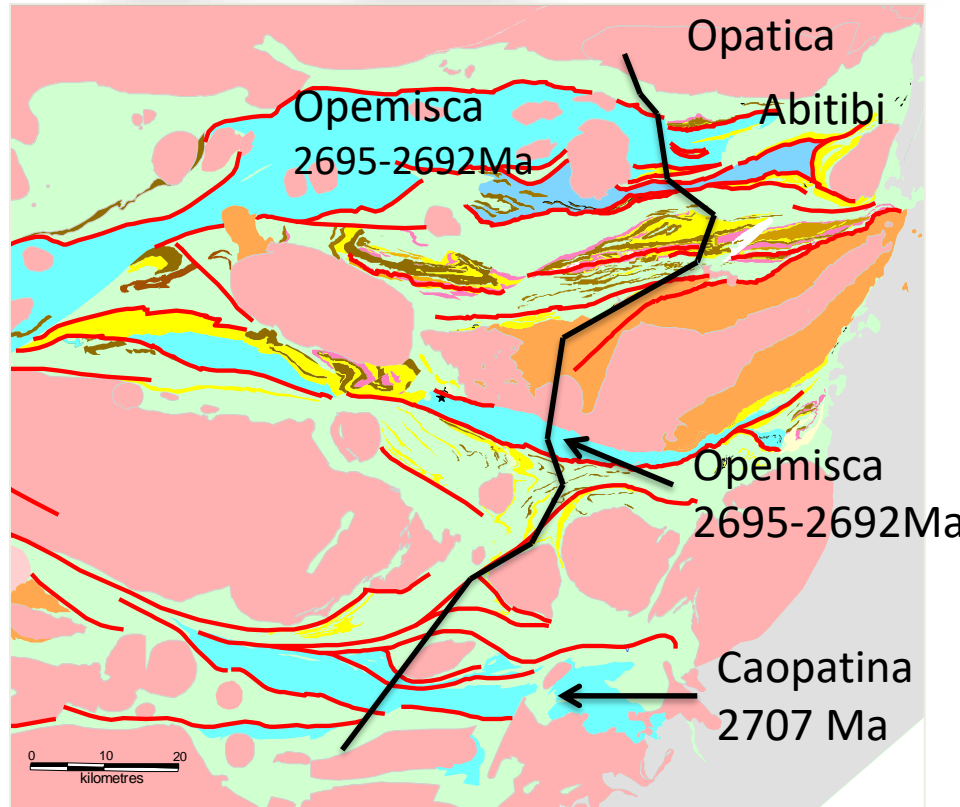 Opatica
Opemisca
2695-2692Ma
Abitibi
Opemisca
2695-2692Ma
Caopatina
2707 Ma
0 10 20
kilometres